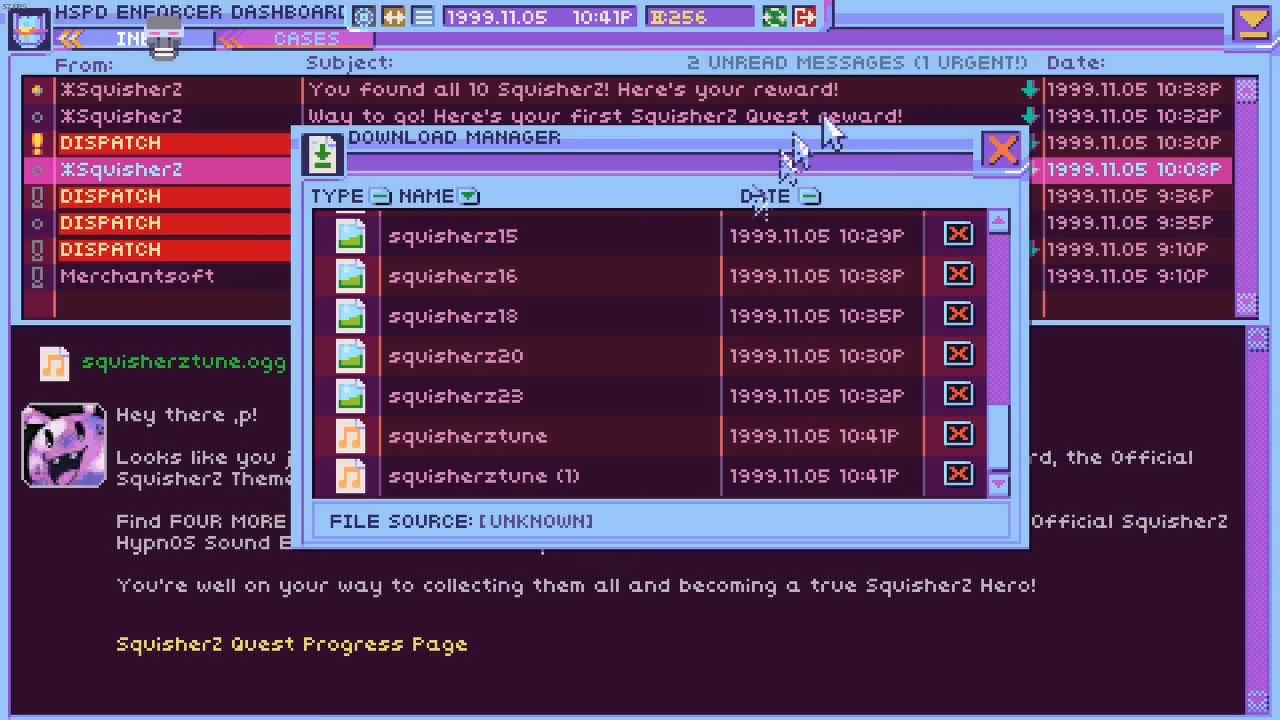 HSPD ENFORCER DASHBOARD
1999.11.05 10:41P
256
CASES
From:
Subject:
2 UNREAD MESSAGES (1 URGENT!)
Date:
SquisherZ
You found all 10 SquisherZ! Here's your reward!
1999.11.05 10:38P
SquisherZ
Way to go! Here's your first SquisherZ Quest reward!
1999.11.05 10:32P
DISPATCH
1999.11.05 10:30P
SquisherZ
1999.11.05 10:08P
DISPATCH
1999.11.05 9:36P
DISPATCH
1999.11.05 9:35P
DISPATCH
1999.11.05 9:10P
Merchantsoft
1999.11.05 9:10P
DOWNLOAD MANAGER
TYPE NAME DATE
squisherz15 1999.11.05 10:29P
squisherz16 1999.11.05 10:38P
squisherz18 1999.11.05 10:35P
squisherz20 1999.11.05 10:30P
squisherz23 1999.11.05 10:32P
squisherztune 1999.11.05 10:41P
squisherztune (1) 1999.11.05 10:41P
FILE SOURCE: [UNKNOWN]
squisherztune.ogg
Hey there ,p!
Looks like you
rd, the Official
SquisherZ Theme
Find FOUR MORE
Official SquisherZ
HypnOS Sound
You're well on your way to collecting them all and becoming a true SquisherZ Hero!
SquisherZ Quest Progress Page